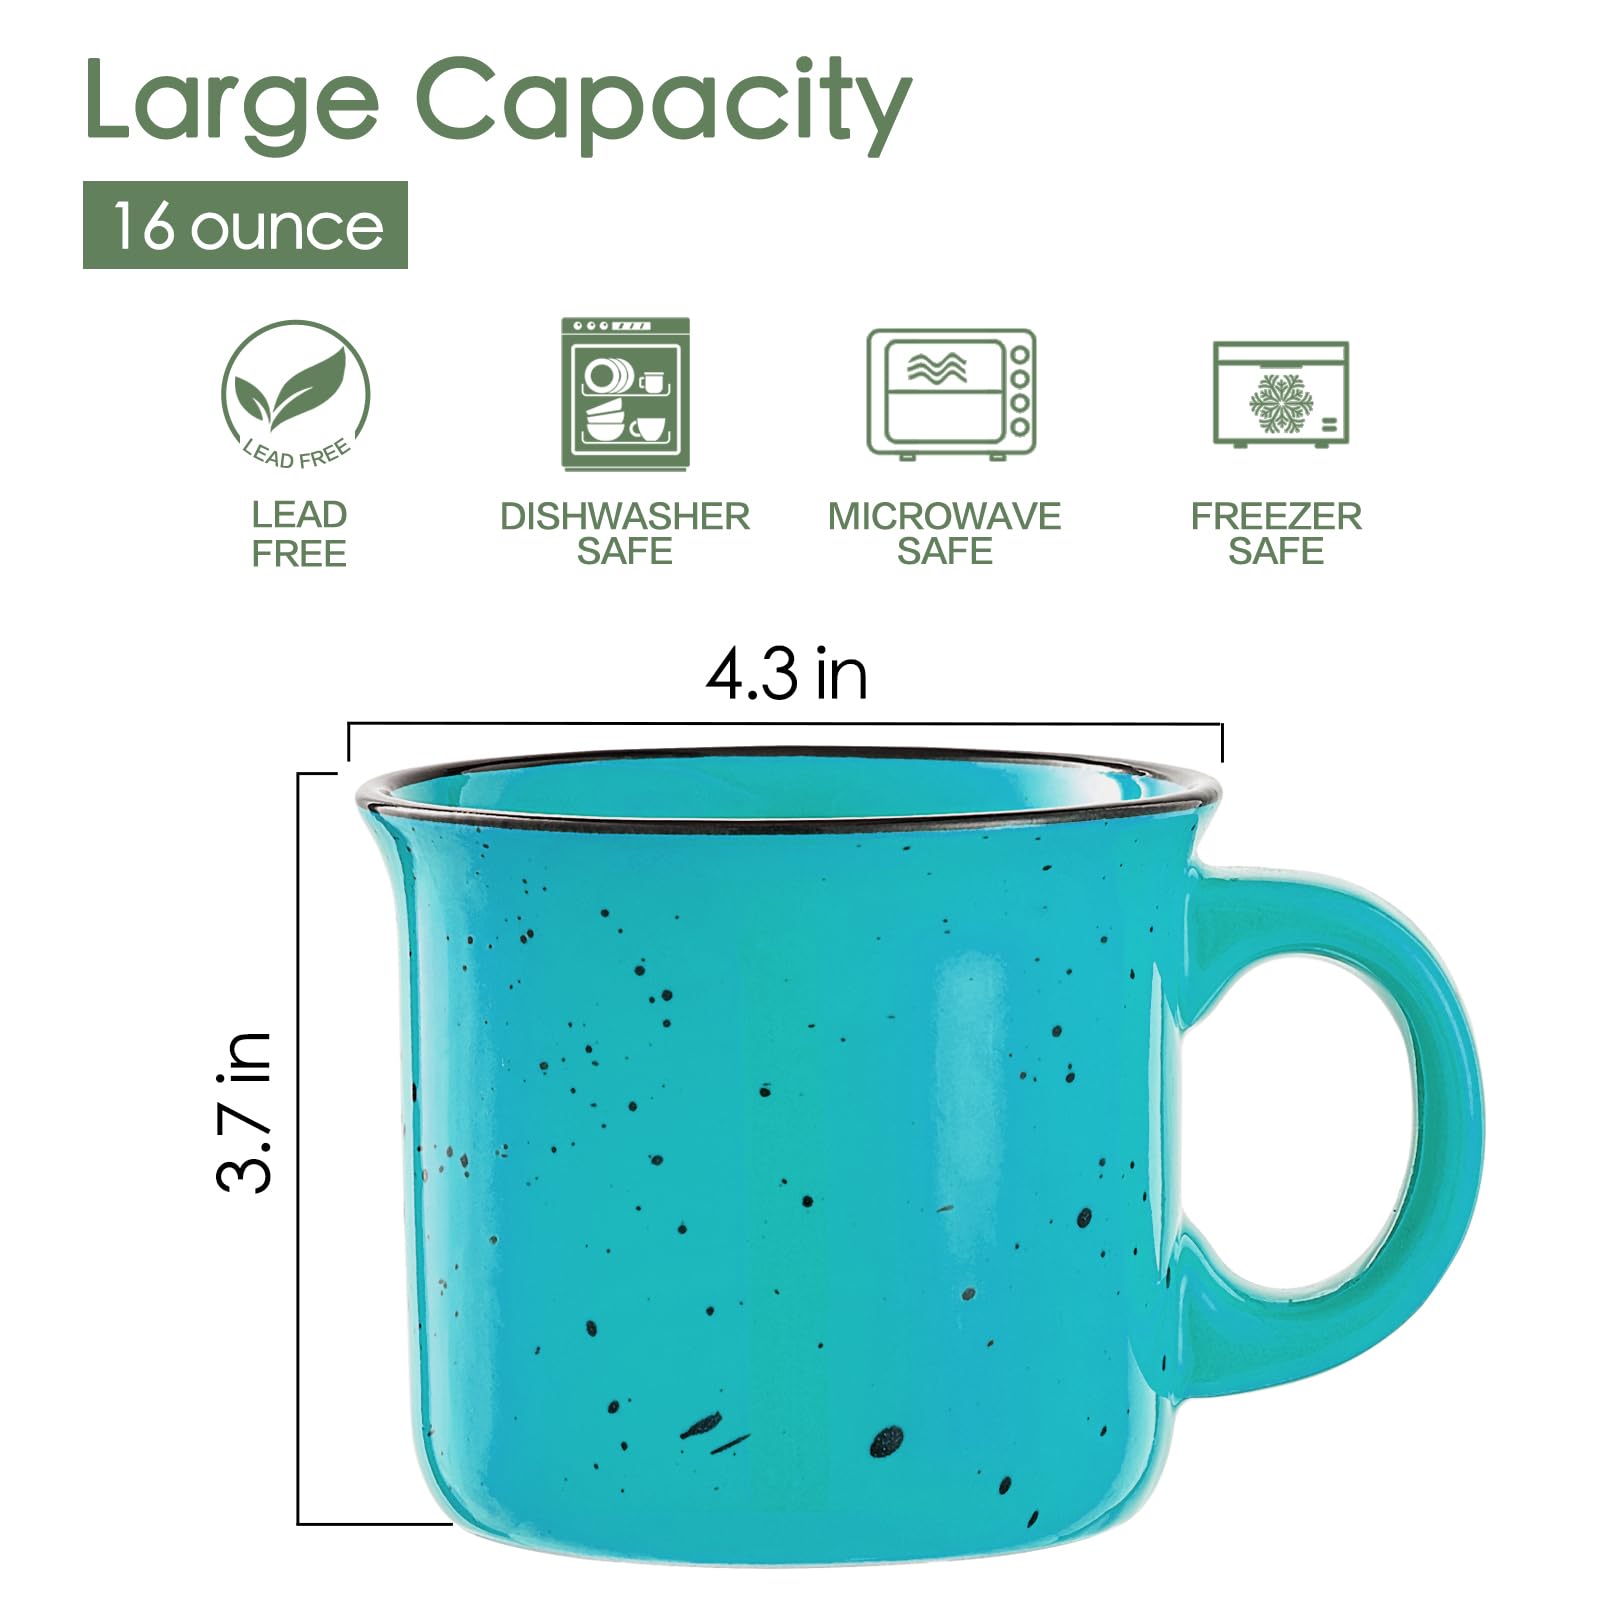 Large Capacity
16 ounce
LEAD FREE
LEAD
FREE
DISHWASHER
SAFE
MICROWAVE
SAFE
FREEZER
SAFE
4.3 in
3.7 in